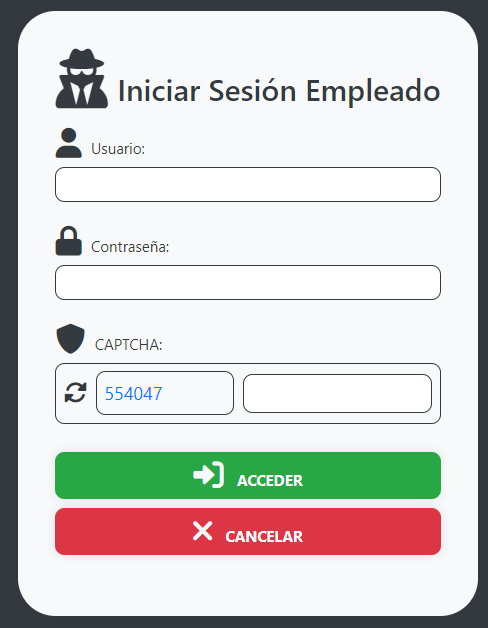 Iniciar Sesión Empleado
Usuario:
Contraseña:
CAPTCHA:
554047
ACCEDER
CANCELAR